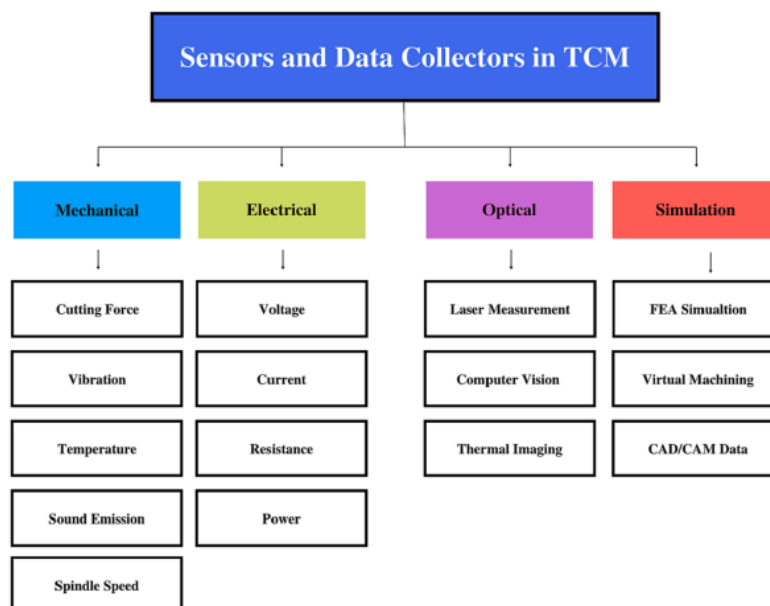 Sensors and Data Collectors in TCM
Mechanical
Electrical
Optical
Simulation
Cutting Force
Voltage
Laser Measurement
FEA Simualtion
Vibration
Current
Computer Vision
Virtual Machining
Temperature
Resistance
Thermal Imaging
CAD/CAM Data
Sound Emission
Power
Spindle Speed